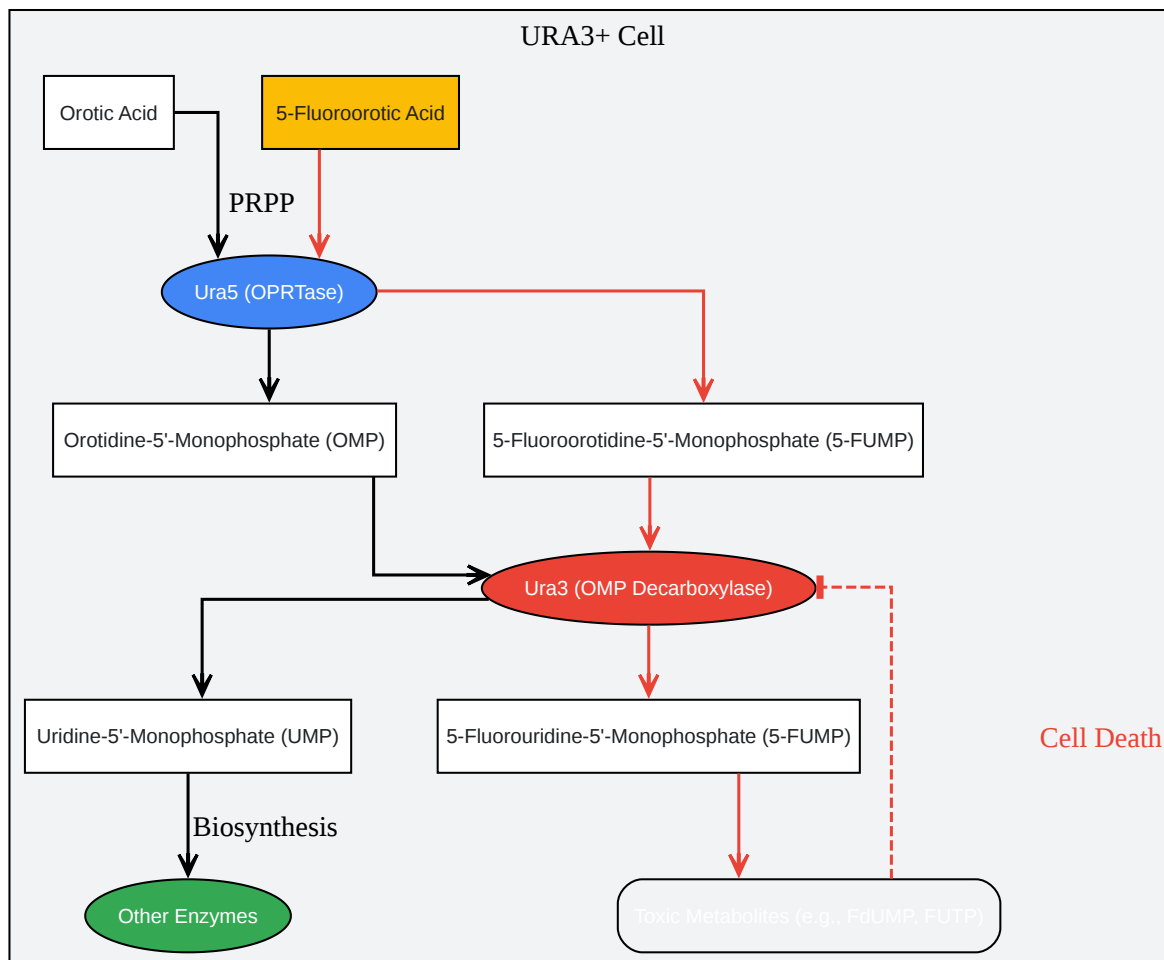 URA3+ Cell
Orotic Acid
5-Fluoroorotic Acid
PRPP
Ura5 (OPRTase)
Orotidine-5'-Monophosphate (OMP)
5-Fluoroorotidine-5'-Monophosphate (5-FUMP)
Ura3 (OMP Decarboxylase)
Uridine-5'-Monophosphate (UMP)
5-Fluorouridine-5'-Monophosphate (5-FUMP)
Cell Death
Biosynthesis
Other Enzymes
Toxic Metabolites (e.g., FdUMP, FUTP)